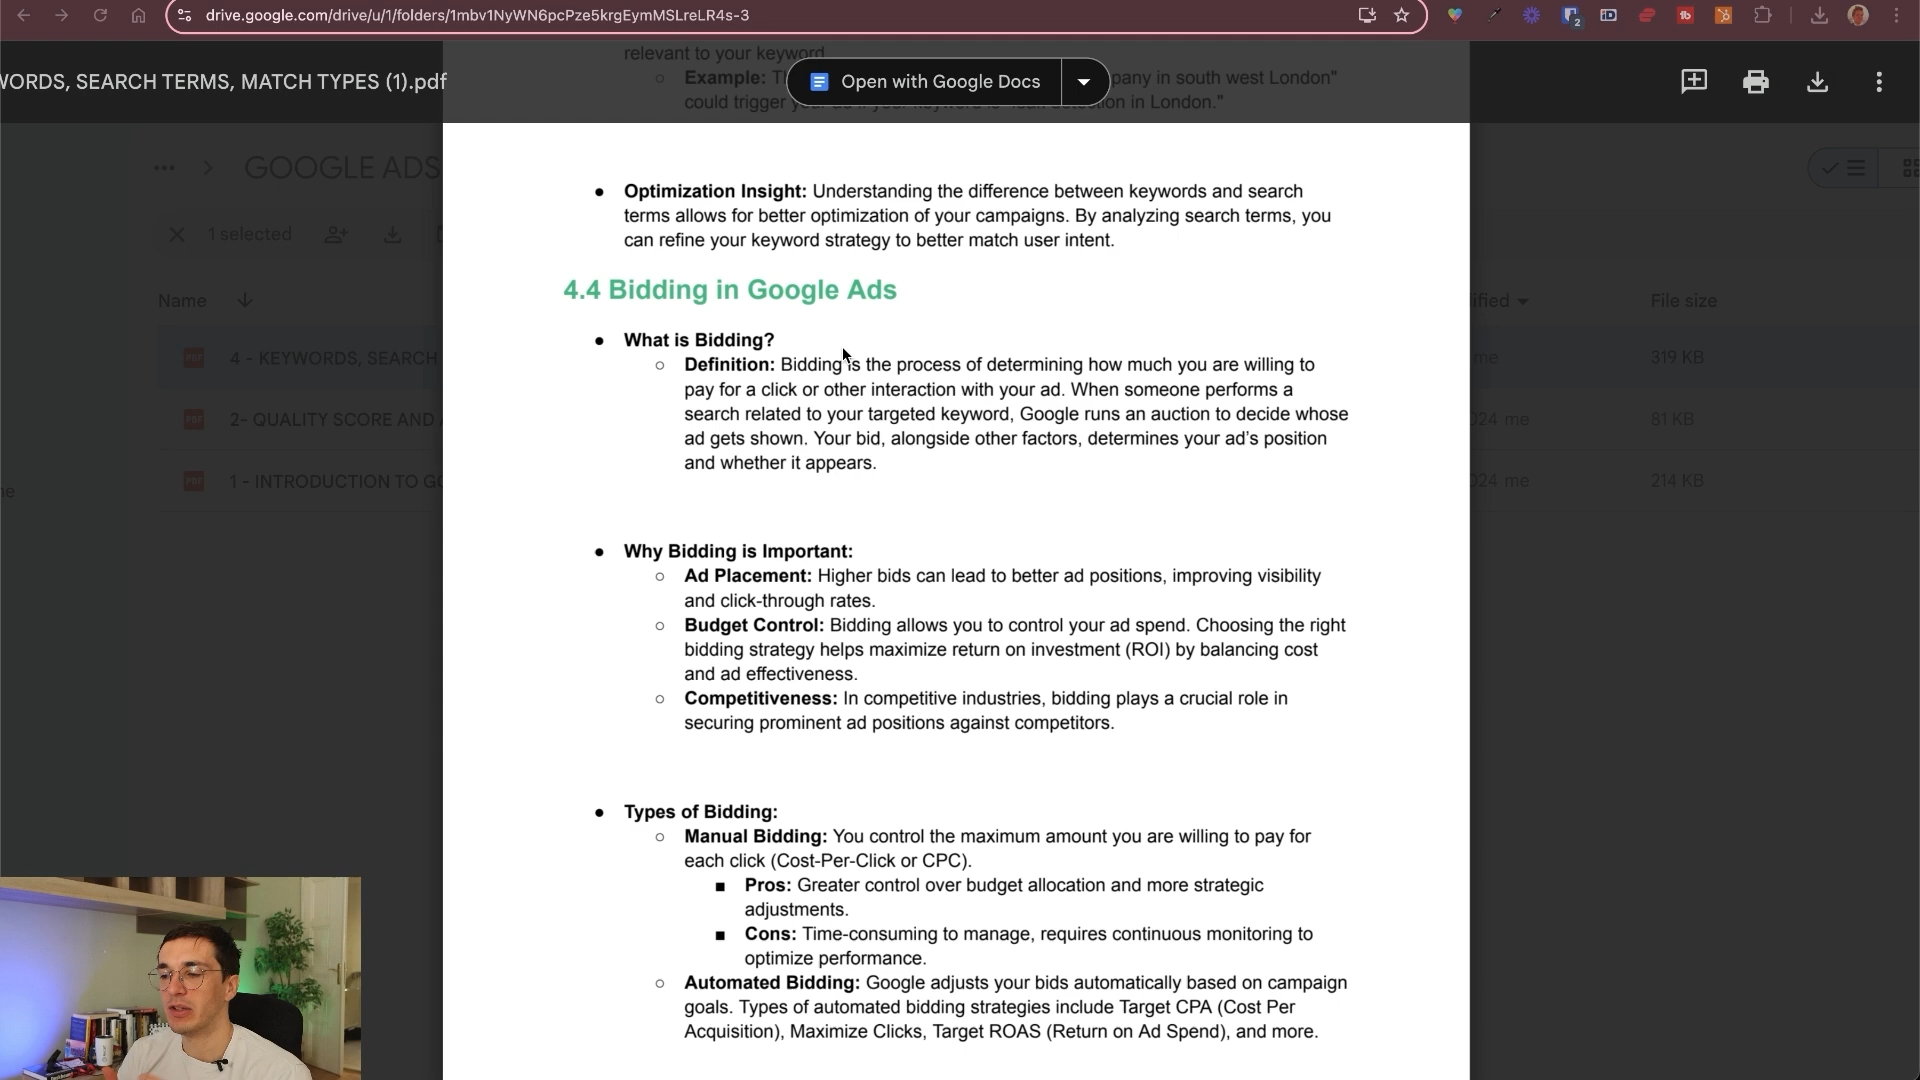 drive.google.com/drive/u/1/folders/1mbv1NyWN6pcPze5krgEymMSLreLR4s-3
2
WORDS, SEARCH TERMS, MATCH TYPES (1).pdf
Open with Google Docs
relevant to your keyword.
Example: pany in south west London"
could trigger your ad if your keyword is in London."
GOOGLE ADS
1 selected
Name
ified
File size
4 - KEYWORDS, SEARCH
me
319 KB
2- QUALITY SCORE AND
024 me
81 KB
1 - INTRODUCTION TO GO
024 me
214 KB
● Optimization Insight: Understanding the difference between keywords and search
terms allows for better optimization of your campaigns. By analyzing search terms, you
can refine your keyword strategy to better match user intent.
4.4 Bidding in Google Ads
● What is Bidding?
○ Definition: Bidding is the process of determining how much you are willing to
pay for a click or other interaction with your ad. When someone performs a
search related to your targeted keyword, Google runs an auction to decide whose
ad gets shown. Your bid, alongside other factors, determines your ad’s position
and whether it appears.
● Why Bidding is Important:
○ Ad Placement: Higher bids can lead to better ad positions, improving visibility
and click-through rates.
○ Budget Control: Bidding allows you to control your ad spend. Choosing the right
bidding strategy helps maximize return on investment (ROI) by balancing cost
and ad effectiveness.
○ Competitiveness: In competitive industries, bidding plays a crucial role in
securing prominent ad positions against competitors.
● Types of Bidding:
○ Manual Bidding: You control the maximum amount you are willing to pay for
each click (Cost-Per-Click or CPC).
■ Pros: Greater control over budget allocation and more strategic
adjustments.
■ Cons: Time-consuming to manage, requires continuous monitoring to
optimize performance.
○ Automated Bidding: Google adjusts your bids automatically based on campaign
goals. Types of automated bidding strategies include Target CPA (Cost Per
Acquisition), Maximize Clicks, Target ROAS (Return on Ad Spend), and more.